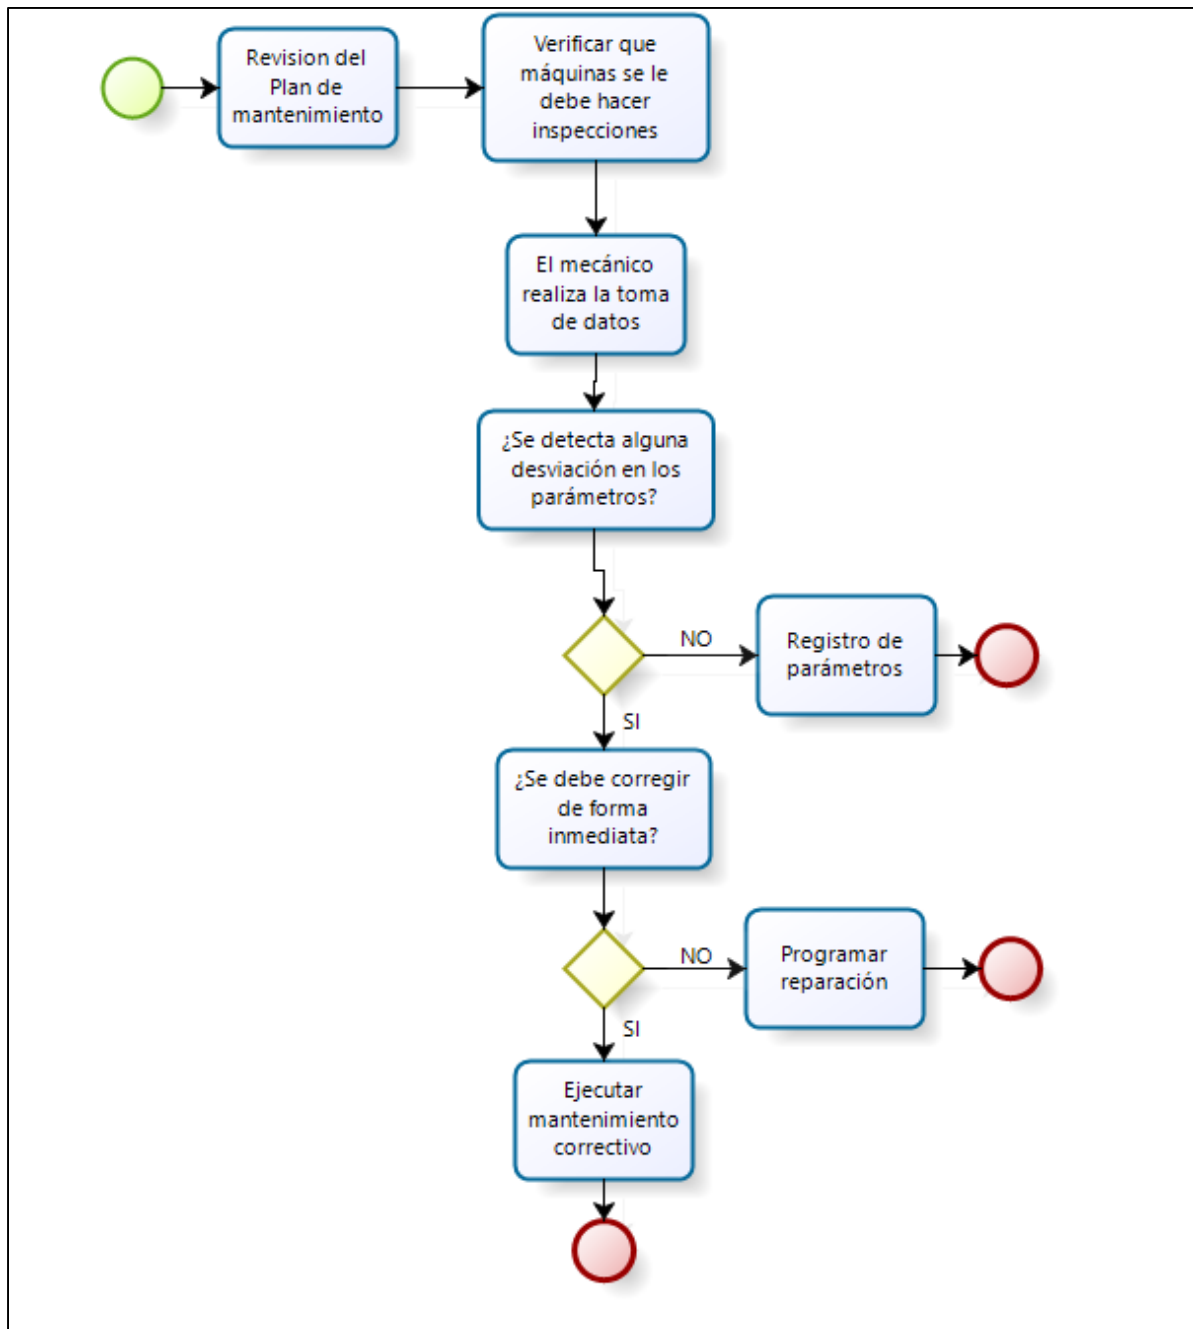 Revision del
Plan de
mantenimiento
Verificar que
máquinas se le
debe hacer
inspecciones
El mecánico
realiza la toma
de datos
¿Se detecta alguna
desviación en los
parámetros?
NO
Registro de
parámetros
SI
¿Se debe corregir
de forma
inmediata?
NO
Programar
reparación
SI
Ejecutar
mantenimiento
correctivo